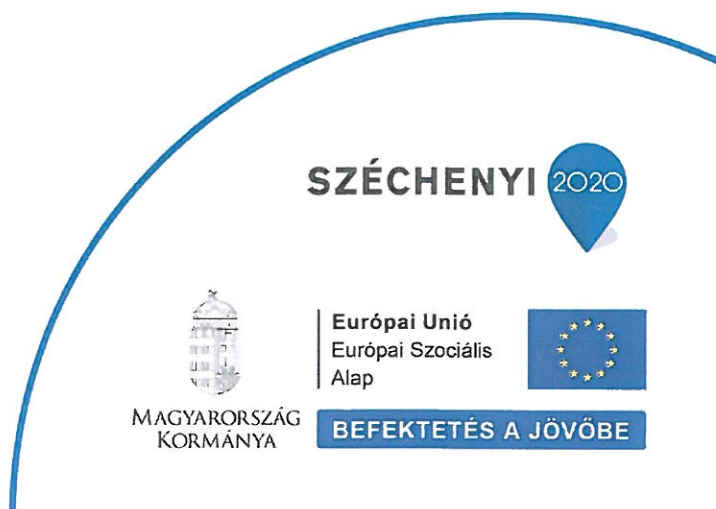 SZÉCHENYI 2020
Európai Unió
Európai Szociális
Alap
MAGYARORSZÁG
KORMÁNYA
BEFEKTETÉS A JÖVŐBE